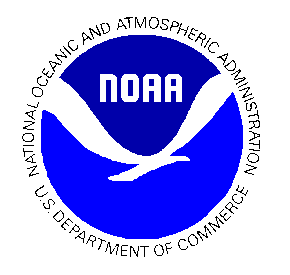 NATIONAL OCEANIC AND ATMOSPHERIC ADMINISTRATION
NOAA
U.S. DEPARTMENT OF COMMERCE